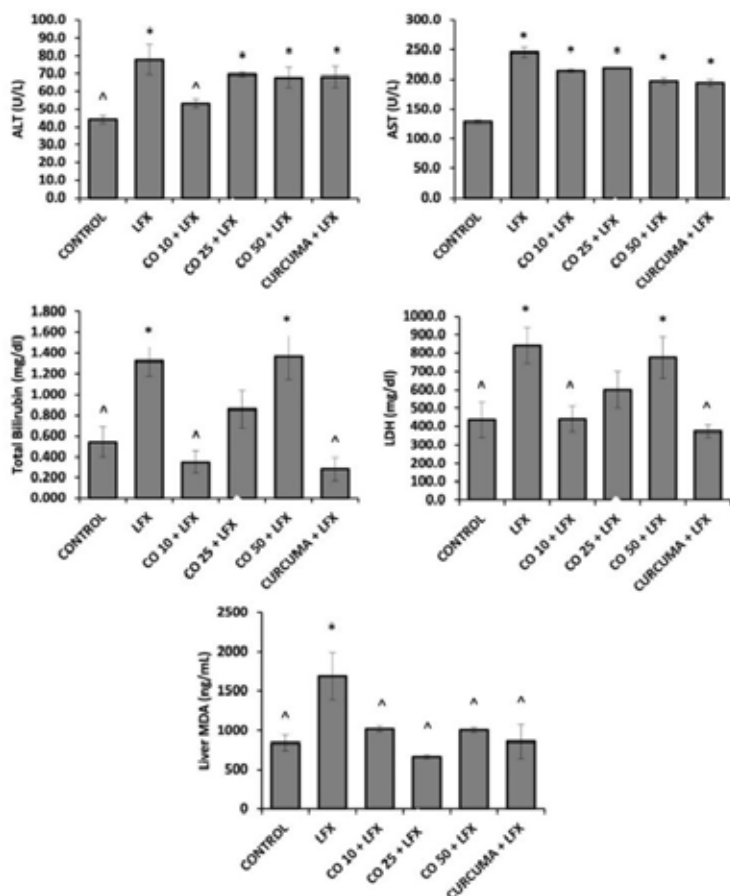 100.0
90.0
80.0
70.0
60.0
50.0
40.0
30.0
20.0
10.0
0.0
ALT (U/L)
^ * ^ * * *
CONTROL
LFX
CO 10 + LFX
CO 25 + LFX
CO 50 + LFX
CURCUMA + LFX
300.0
250.0
200.0
150.0
100.0
50.0
0.0
AST (U/L)
* * * * *
CONTROL
LFX
CO 10 + LFX
CO 25 + LFX
CO 50 + LFX
CURCUMA + LFX
1.800
1.600
1.400
1.200
1.000
0.800
0.600
0.400
0.200
0.000
Total Bilirubin (mg/dl)
^ * ^ * ^
CONTROL
LFX
CO 10 + LFX
CO 25 + LFX
CO 50 + LFX
CURCUMA + LFX
1000.0
900.0
800.0
700.0
600.0
500.0
400.0
300.0
200.0
100.0
0.0
LDH (mg/dl)
^ * ^ * ^
CONTROL
LFX
CO 10 + LFX
CO 25 + LFX
CO 50 + LFX
CURCUMA + LFX
2500
2000
1500
1000
500
0
Liver MDA (ng/mL)
^ * ^ ^ ^ ^
CONTROL
LFX
CO 10 + LFX
CO 25 + LFX
CO 50 + LFX
CURCUMA + LFX